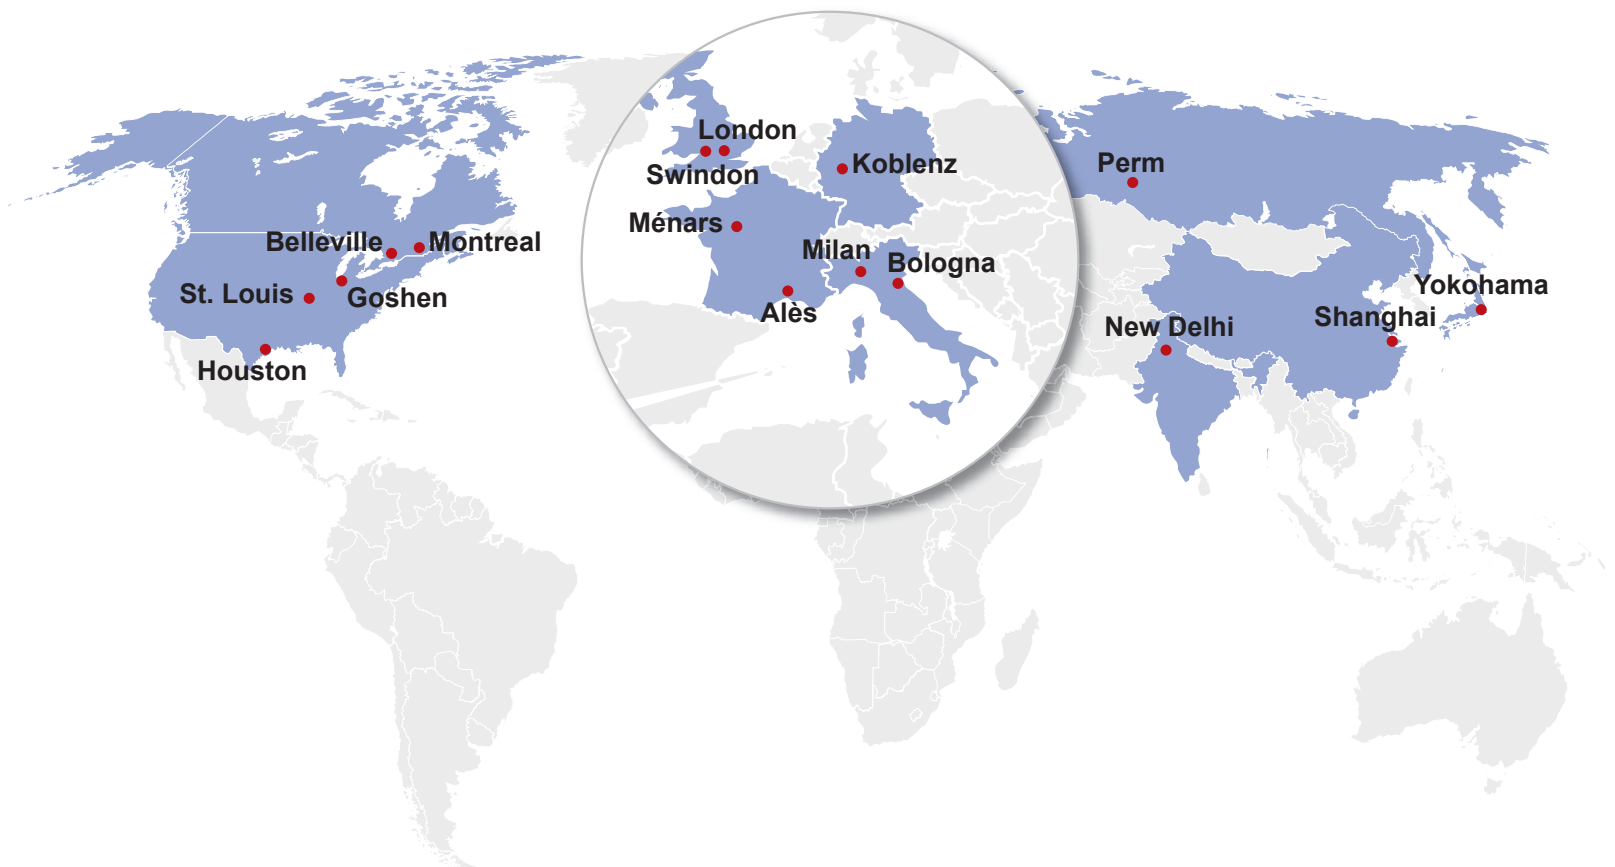 London
Swindon
Koblenz
Perm
Ménars
Belleville
Montreal
Milan
Bologna
St. Louis
Goshen
Alès
Yokohama
Shanghai
New Delhi
Houston